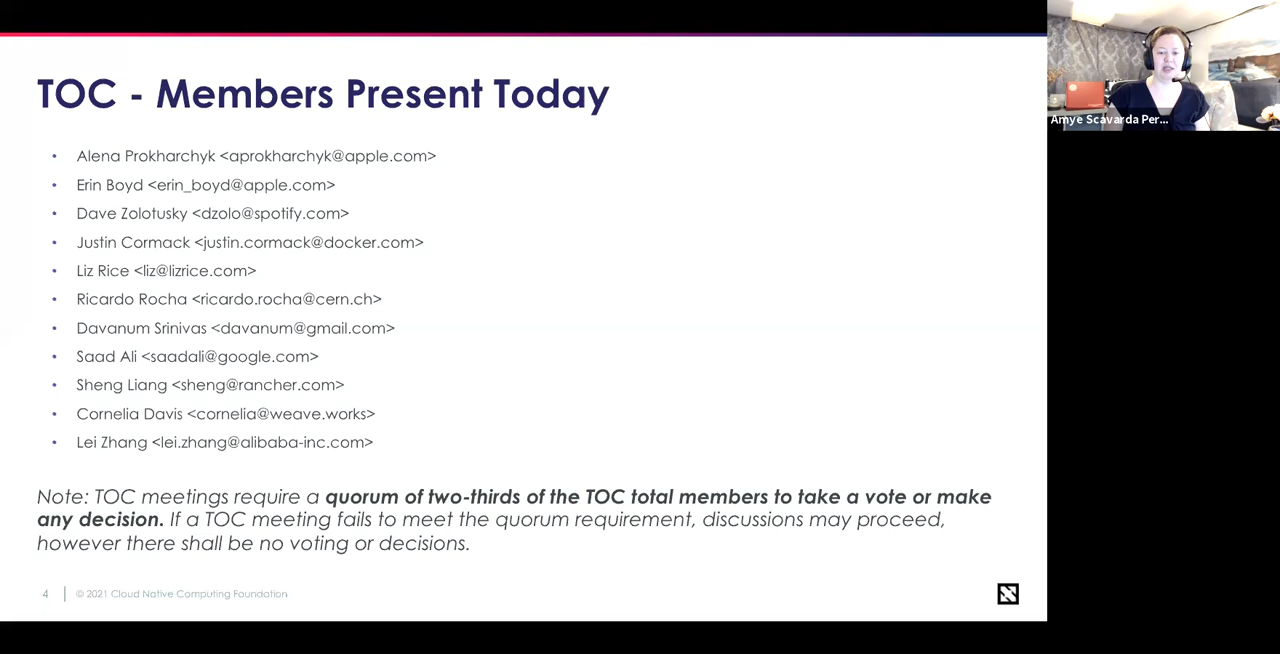 TOC - Members Present Today
• Alena Prokharchyk <aprokharchyk@apple.com>
• Erin Boyd <erin_boyd@apple.com>
• Dave Zolotusky <dzolo@spotify.com>
• Justin Cormack <justin.cormack@docker.com>
• Liz Rice <liz@lizrice.com>
• Ricardo Rocha <ricardo.rocha@cern.ch>
• Davanum Srinivas <davanum@gmail.com>
• Saad Ali <saadali@google.com>
• Sheng Liang <sheng@rancher.com>
• Cornelia Davis <cornelia@weave.works>
• Lei Zhang <lei.zhang@alibaba-inc.com>
Note: TOC meetings require a quorum of two-thirds of the TOC total members to take a vote or make
any decision. If a TOC meeting fails to meet the quorum requirement, discussions may proceed,
however there shall be no voting or decisions.
4 © 2021 Cloud Native Computing Foundation
Amye Scavarda Per...